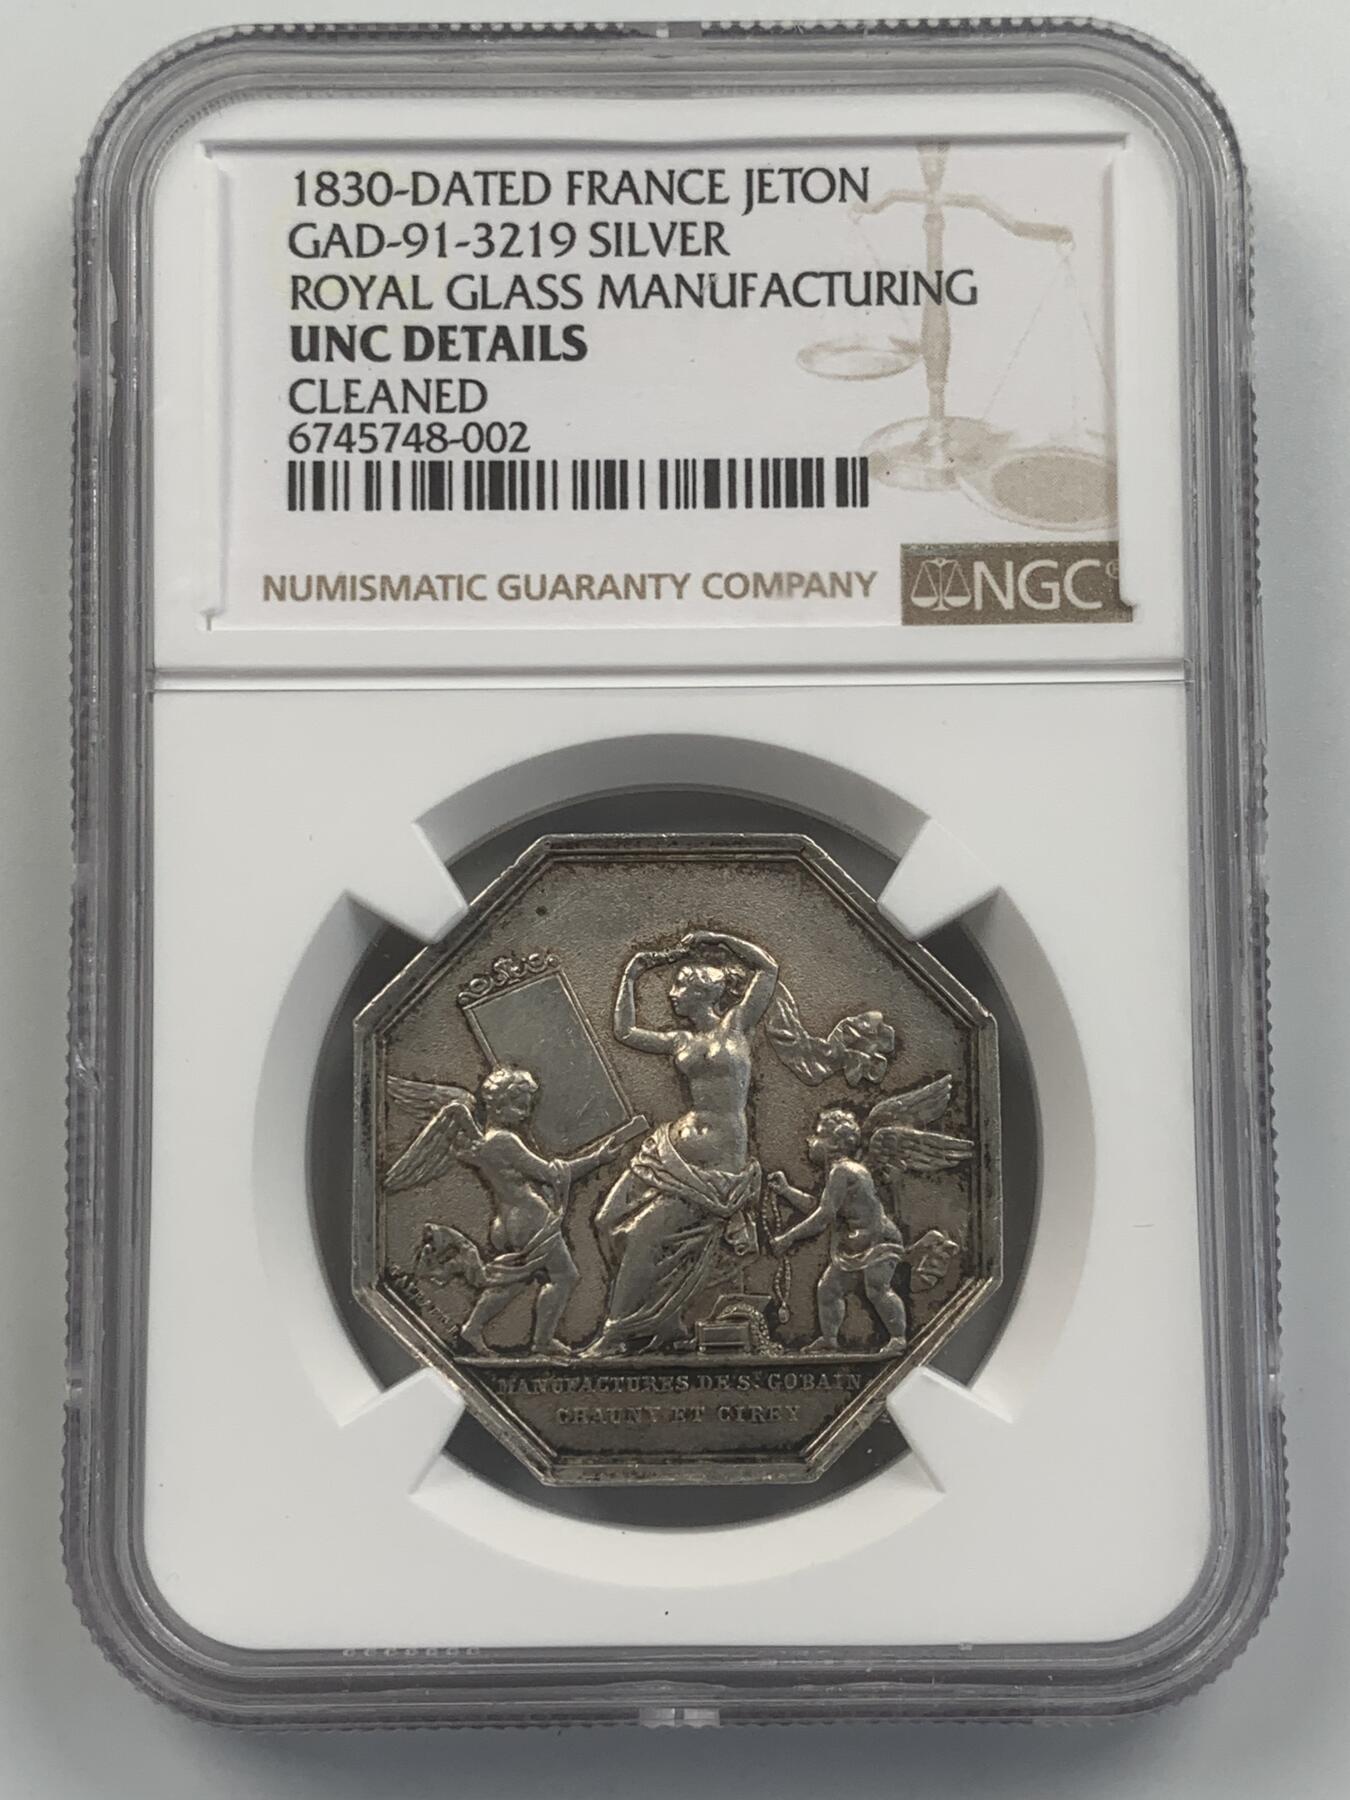 1830-DATED FRANCE JETON
GAD-91-3219 SILVER
ROYAL GLASS MANUFACTURING
UNC DETAILS
CLEANED
6745748-002
NUMISMATIC GUARANTY COMPANY
NGC®
MANUFACTURES DE St GOBAIN
CHAUNY ET CIREY